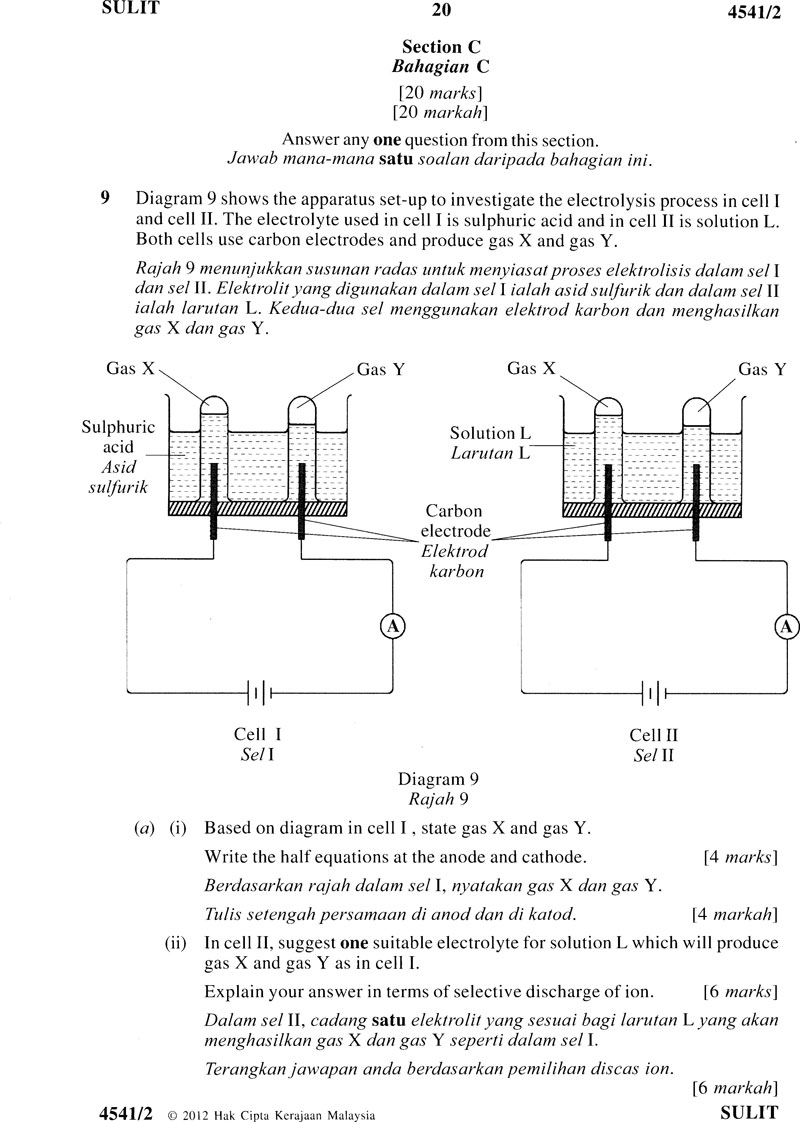 SULIT 20 4541/2
Section C
Bahagian C
[20 marks]
[20 markah]
Answer any one question from this section.
Jawab mana-mana satu soalan daripada bahagian ini.
9 Diagram 9 shows the apparatus set-up to investigate the electrolysis process in cell I
and cell II. The electrolyte used in cell I is sulphuric acid and in cell II is solution L.
Both cells use carbon electrodes and produce gas X and gas Y.
Rajah 9 menunjukkan susunan radas untuk menyiasat proses elektrolisis dalam sel I
dan sel II. Elektrolit yang digunakan dalam sel I ialah asid sulfurik dan dalam sel II
ialah larutan L. Kedua-dua sel menggunakan elektrod karbon dan menghasilkan
gas X dan gas Y.
Gas X
Gas Y
Sulphuric
acid
Asid
sulfurik
Gas X
Gas Y
Solution L
Larutan L
Carbon
electrode
Elektrod
karbon
A
A
Cell I
Sel I
Cell II
Sel II
Diagram 9
Rajah 9
(a) (i) Based on diagram in cell I , state gas X and gas Y.
Write the half equations at the anode and cathode. [4 marks]
Berdasarkan rajah dalam sel I, nyatakan gas X dan gas Y.
Tulis setengah persamaan di anod dan di katod. [4 markah]
(ii) In cell II, suggest one suitable electrolyte for solution L which will produce
gas X and gas Y as in cell I.
Explain your answer in terms of selective discharge of ion. [6 marks]
Dalam sel II, cadang satu elektrolit yang sesuai bagi larutan L yang akan
menghasilkan gas X dan gas Y seperti dalam sel I.
Terangkan jawapan anda berdasarkan pemilihan discas ion.
[6 markah]
4541/2 © 2012 Hak Cipta Kerajaan Malaysia SULIT